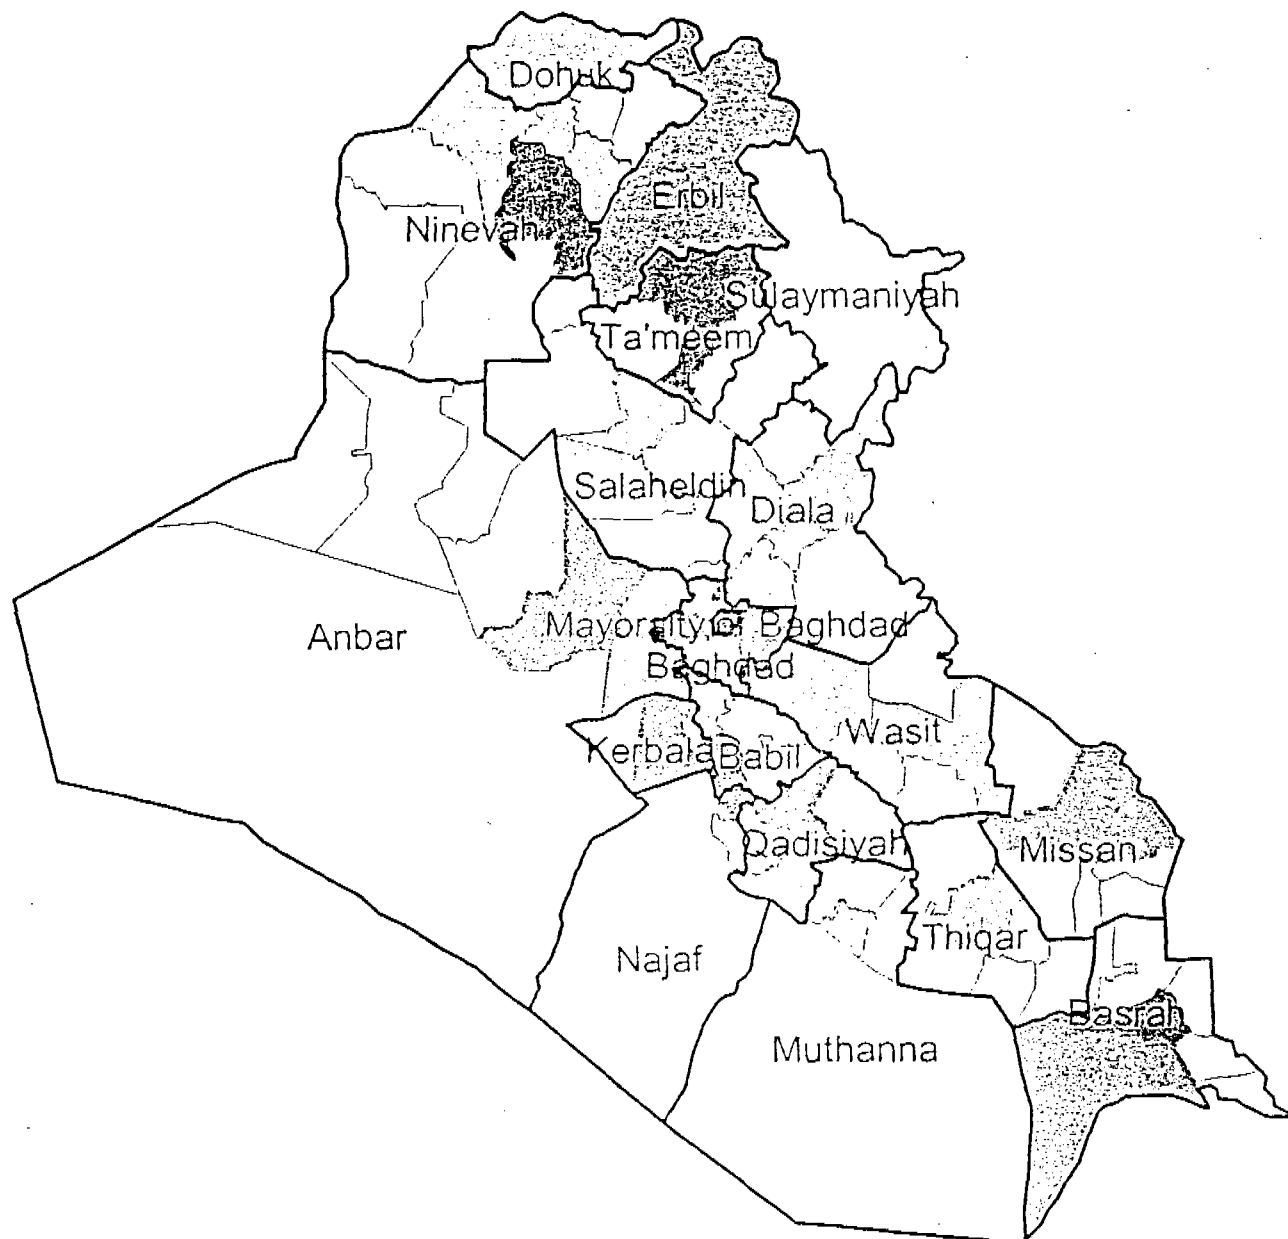 Dohuk
Erbil
Ninevah
Sulaymaniyah
Ta'meem
Salaheldin
Diala
Mayoralty of Baghdad
Anbar
Baghdad
Wasit
Kerbala
Babil
Qadisiyah
Missan
Thiqar
Najaf
Basrah
Muthanna